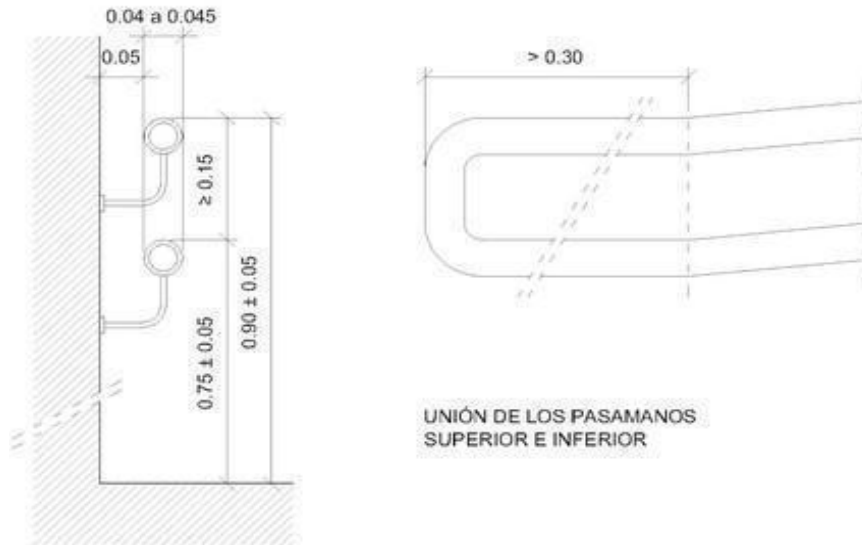 0.04 a 0.045
0.05
≥ 0.15
0.75 ± 0.05
0.90 ± 0.05
> 0.30
UNIÓN DE LOS PASAMANOS
SUPERIOR E INFERIOR